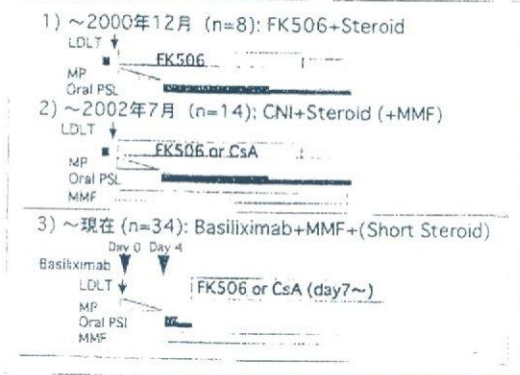 1) ～2000年12月 (n=8): FK506+Steroid
LDLT
FK506
MP
Oral PSL
2) ～2002年7月 (n=14): CNI+Steroid (+MMF)
LDLT
FK506 or CsA
MP
Oral PSL
MMF
3) ～現在 (n=34): Basiliximab+MMF+(Short Steroid)
Day 0 Day 4
Basiliximab
LDLT
FK506 or CsA (day7～)
MP
Oral PSL
MMF